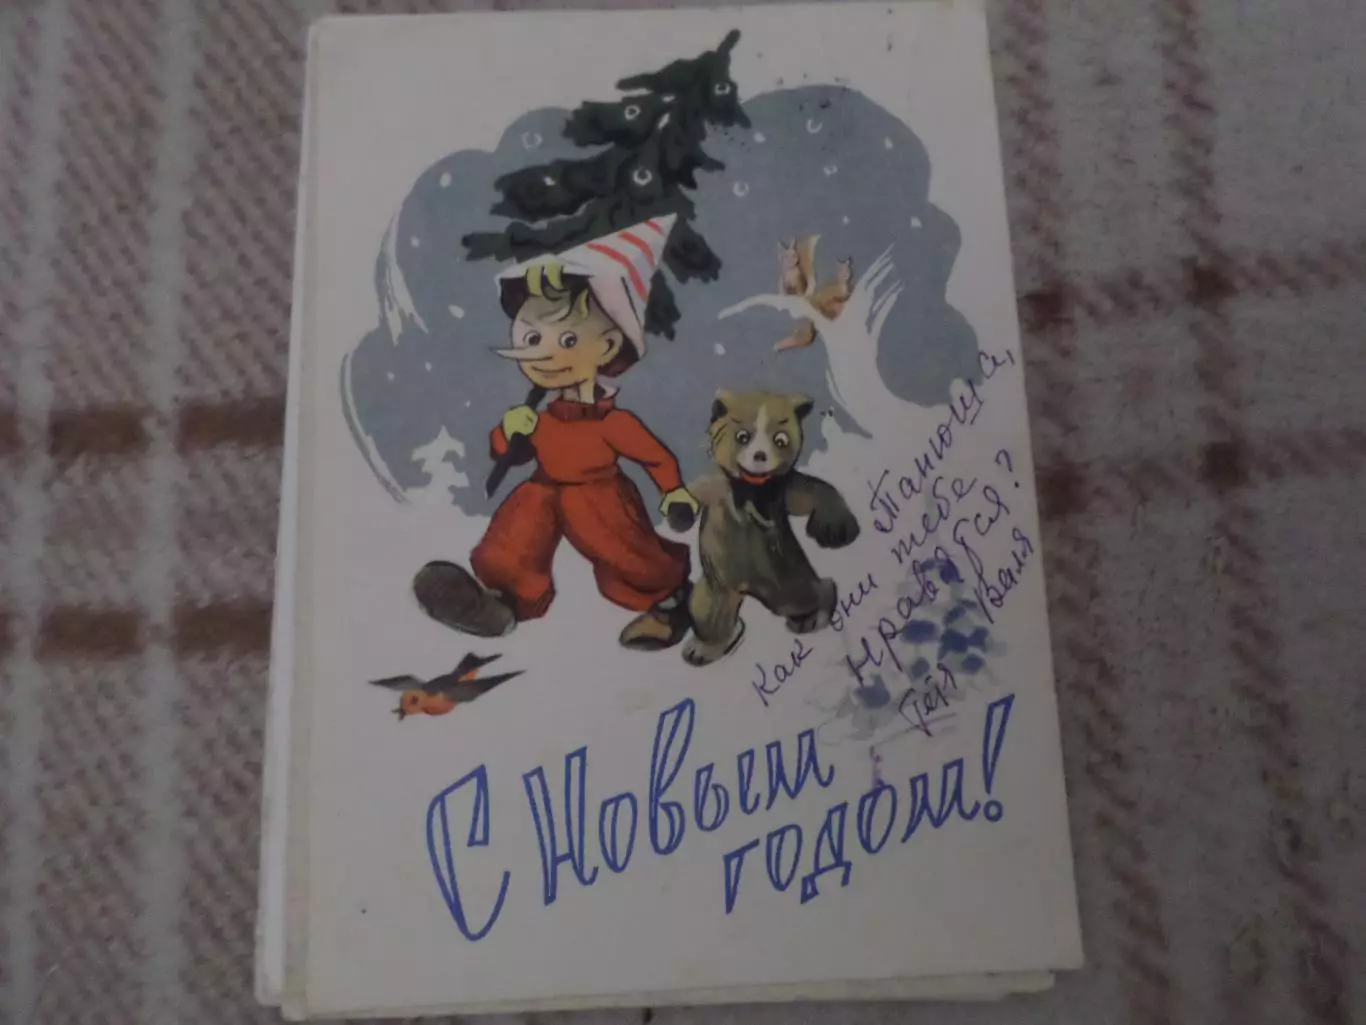 Танюша,
Как они тебе
нравятся?
Тётя Валя
С Новым
годом!